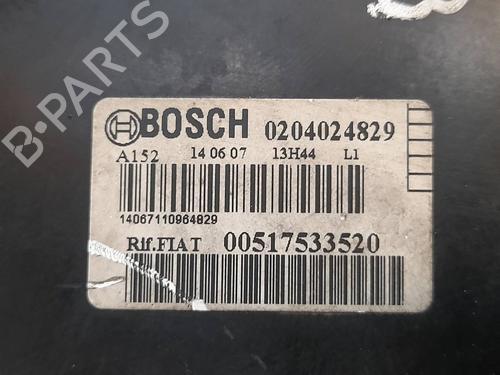 B-PARTS
BOSCH 0204024829
A152 14 06 07 13H44 L1
14067110964829
Rif.FIAT 00517533520